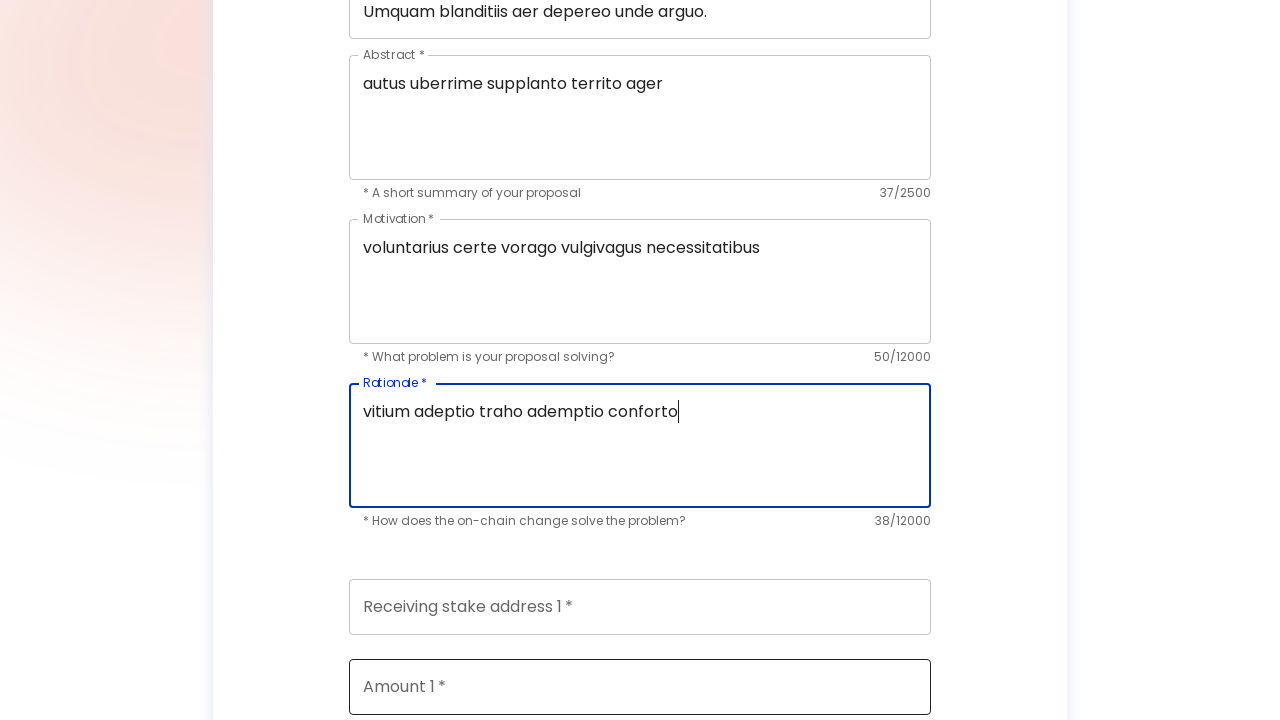 Umquam blanditiis aer depereo unde arguo.
Abstract *
autus uberrime supplanto territo ager
* A short summary of your proposal 37/2500
Motivation *
voluntarius certe vorago vulgivagus necessitatibus
* What problem is your proposal solving? 50/12000
Rationale *
vitium adeptio traho ademptio conforto
* How does the on-chain change solve the problem? 38/12000
Receiving stake address 1 *
Amount 1 *